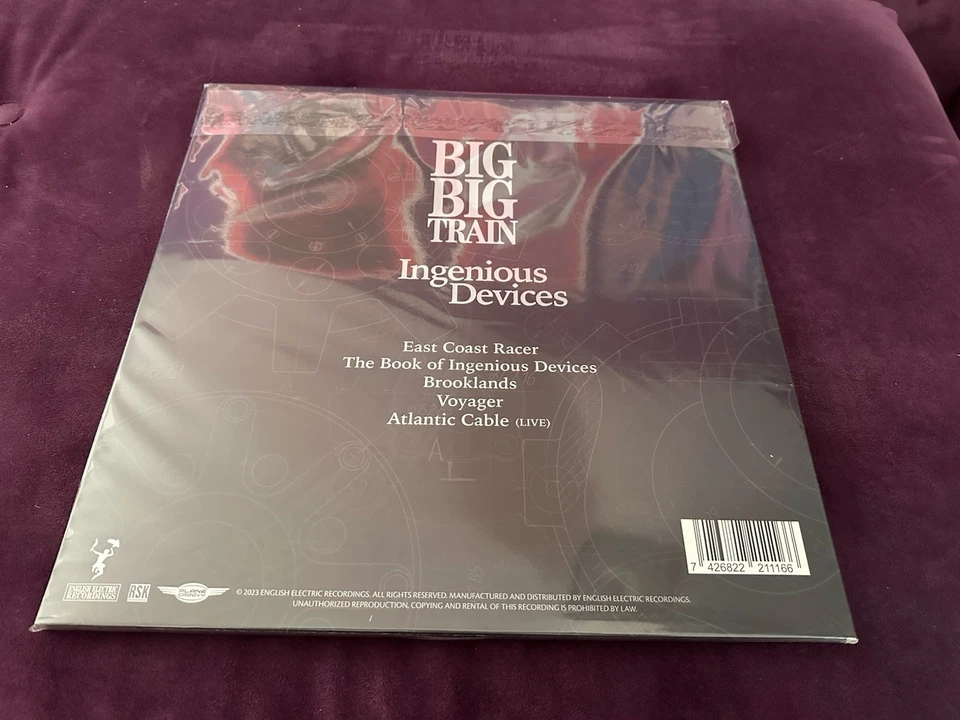 BIG
BIG
TRAIN
Ingenious
Devices
East Coast Racer
The Book of Ingenious Devices
Brooklands
Voyager
Atlantic Cable (LIVE)
A
7 426822 211166
ENGLISH ELECTRIC
RECORDINGS
RSK
PLANE
GROOVY
© 2023 ENGLISH ELECTRIC RECORDINGS. ALL RIGHTS RESERVED. MANUFACTURED AND DISTRIBUTED BY ENGLISH ELECTRIC RECORDINGS.
UNAUTHORIZED REPRODUCTION, COPYING AND RENTAL OF THIS RECORDING IS PROHIBITED BY LAW.